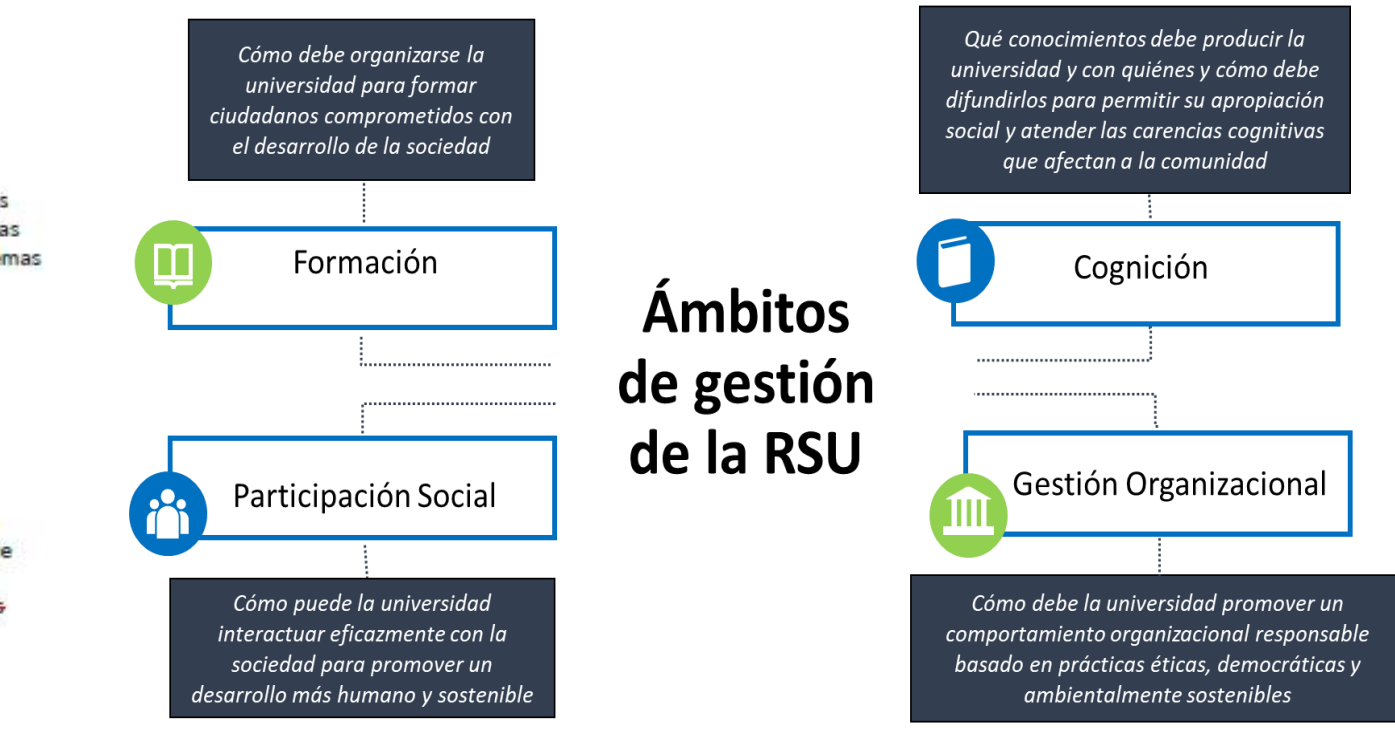 Cómo debe organizarse la
universidad para formar
ciudadanos comprometidos con
el desarrollo de la sociedad
Formación
Qué conocimientos debe producir la
universidad y con quiénes y cómo debe
difundirlos para permitir su apropiación
social y atender las carencias cognitivas
que afectan a la comunidad
Cognición
Ámbitos
de gestión
de la RSU
Participación Social
Cómo puede la universidad
interactuar eficazmente con la
sociedad para promover un
desarrollo más humano y sostenible
Gestión Organizacional
Cómo debe la universidad promover un
comportamiento organizacional responsable
basado en prácticas éticas, democráticas y
ambientalmente sostenibles